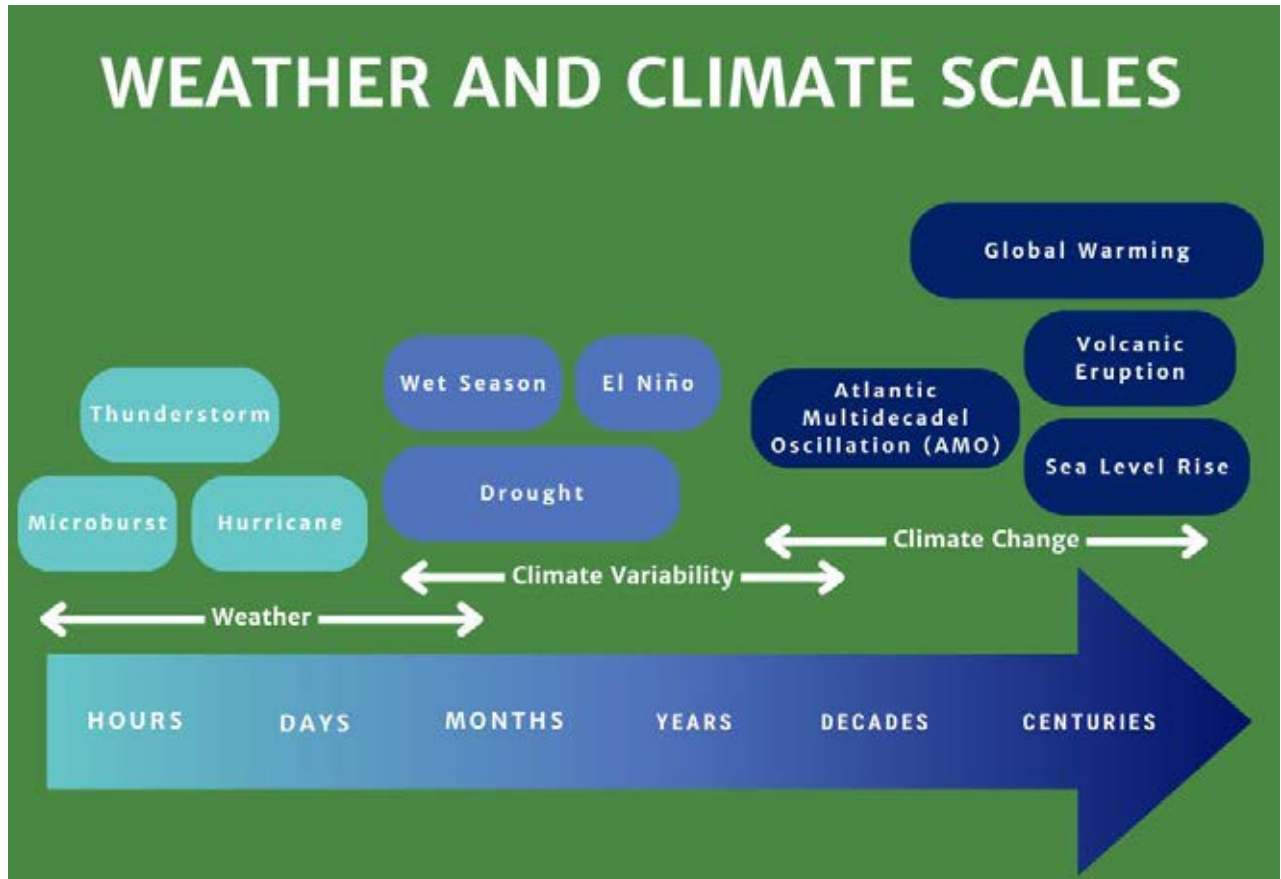 WEATHER AND CLIMATE SCALES
Global Warming
Volcanic
Eruption
Wet Season
El Niño
Atlantic
Multidecadel
Oscillation (AMO)
Thunderstorm
Sea Level Rise
Drought
Microburst
Hurricane
Climate Change
Climate Variability
Weather
HOURS
DAYS
MONTHS
YEARS
DECADES
CENTURIES